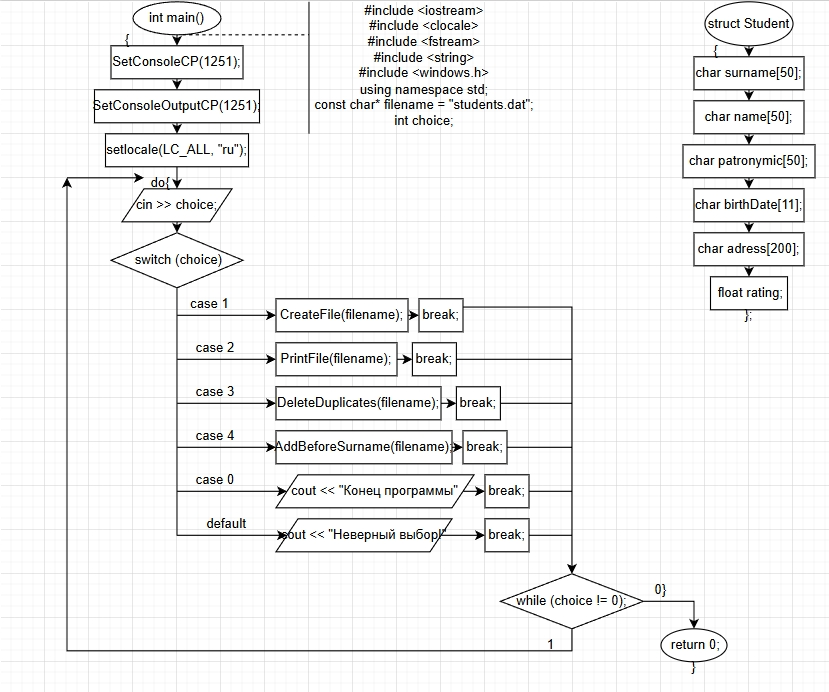 int main()
{
SetConsoleCP(1251);
SetConsoleOutputCP(1251);
setlocale(LC_ALL, "ru");
#include <iostream>
#include <clocale>
#include <fstream>
#include <string>
#include <windows.h>
using namespace std;
const char* filename = "students.dat";
int choice;
struct Student
{
char surname[50];
char name[50];
char patronymic[50];
char birthDate[11];
char adress[200];
float rating;
};
do{
cin >> choice;
switch (choice)
case 1
CreateFile(filename);
break;
case 2
PrintFile(filename);
break;
case 3
DeleteDuplicates(filename);
break;
case 4
AddBeforeSurname(filename);
break;
case 0
cout << "Конец программы"
break;
default
cout << "Неверный выбор!"
break;
while (choice != 0);
0}
1
return 0;
}